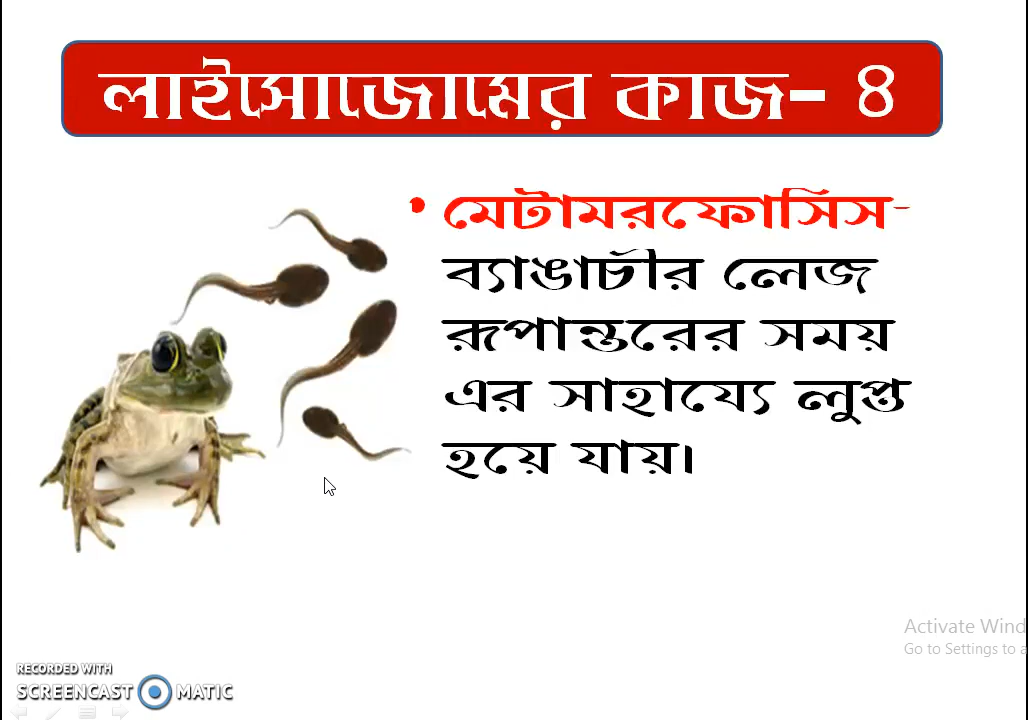 লাইসোজোমের কাজ- ৪
• মেটামরফোসিস-
ব্যাঙাচীর লেজ
রূপান্তরের সময়
এর সাহায্যে লুপ্ত
হয়ে যায়।
Activate Wind
Go to Settings to a
RECORDED WITH
SCREENCAST MATIC